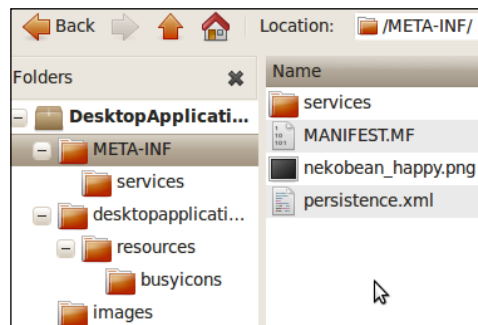 Back Location: /META-INF/
Folders
Name
DesktopApplicati...
META-INF
services
desktopapplicati...
resources
busyicons
images
services
MANIFEST.MF
nekobean_happy.png
persistence.xml